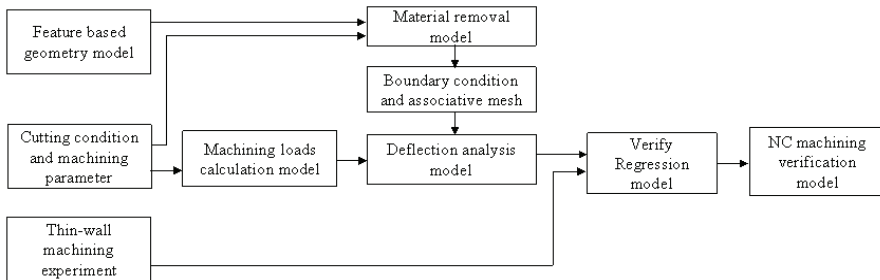 Feature based
geometry model
Material removal
model
Boundary condition
and associative mesh
Cutting condition
and machining
parameter
Machining loads
calculation model
Deflection analysis
model
Verify
Regression
model
NC machining
verification
model
Thin-wall
machining
experiment